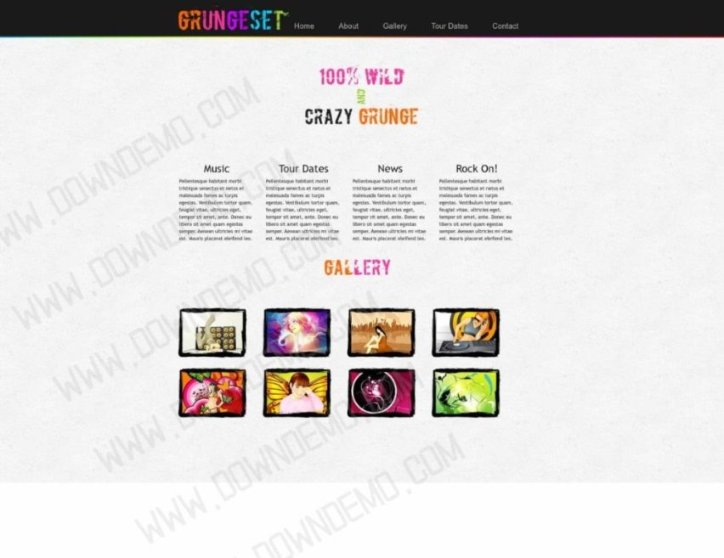 GRUNGESET
Home About Gallery Tour Dates Contact
100% WILD
AND
CRAZY GRUNGE
Music Tour Dates News Rock On!
Pellentesque habitant morbi
tristique senectus et netus et
malesuada fames ac turpis
egestas. Vestibulum tortor quam,
feugiat vitae, ultricies eget,
tempor sit amet, ante. Donec eu
libero sit amet quam egestas
semper. Aenean ultricies mi vitae
est. Mauris placerat eleifend leo.
Pellentesque habitant morbi
tristique senectus et netus et
malesuada fames ac turpis
egestas. Vestibulum tortor quam,
feugiat vitae, ultricies eget,
tempor sit amet, ante. Donec eu
libero sit amet quam egestas
semper. Aenean ultricies mi vitae
est. Mauris placerat eleifend leo.
Pellentesque habitant morbi
tristique senectus et netus et
malesuada fames ac turpis
egestas. Vestibulum tortor quam,
feugiat vitae, ultricies eget,
tempor sit amet, ante. Donec eu
libero sit amet quam egestas
semper. Aenean ultricies mi vitae
est. Mauris placerat eleifend leo.
Pellentesque habitant morbi
tristique senectus et netus et
malesuada fames ac turpis
egestas. Vestibulum tortor quam,
feugiat vitae, ultricies eget,
tempor sit amet, ante. Donec eu
libero sit amet quam egestas
semper. Aenean ultricies mi vitae
est. Mauris placerat eleifend leo.
GALLERY
WWW.DOWNDEMO.COM
WWW.DOWNDEMO.COM
WWW.DOWNDEMO.COM
WWW.DOWNDEMO.COM
WWW.DOWNDEMO.COM